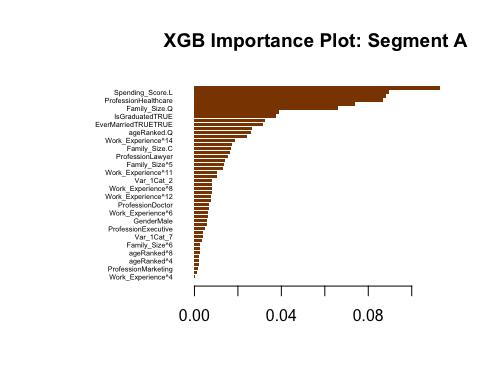 XGB Importance Plot: Segment A
Spending_Score.L
ProfessionHealthcare
Family_Size.Q
IsGraduatedTRUE
EverMarriedTRUETRUE
ageRanked.Q
Work_Experience^14
Family_Size.C
ProfessionLawyer
Family_Size^5
Work_Experience^11
Var_1Cat_2
Work_Experience^8
Work_Experience^12
ProfessionDoctor
Work_Experience^6
GenderMale
ProfessionExecutive
Var_1Cat_7
Family_Size^6
ageRanked^8
ageRanked^4
ProfessionMarketing
Work_Experience^4
0.00 0.04 0.08